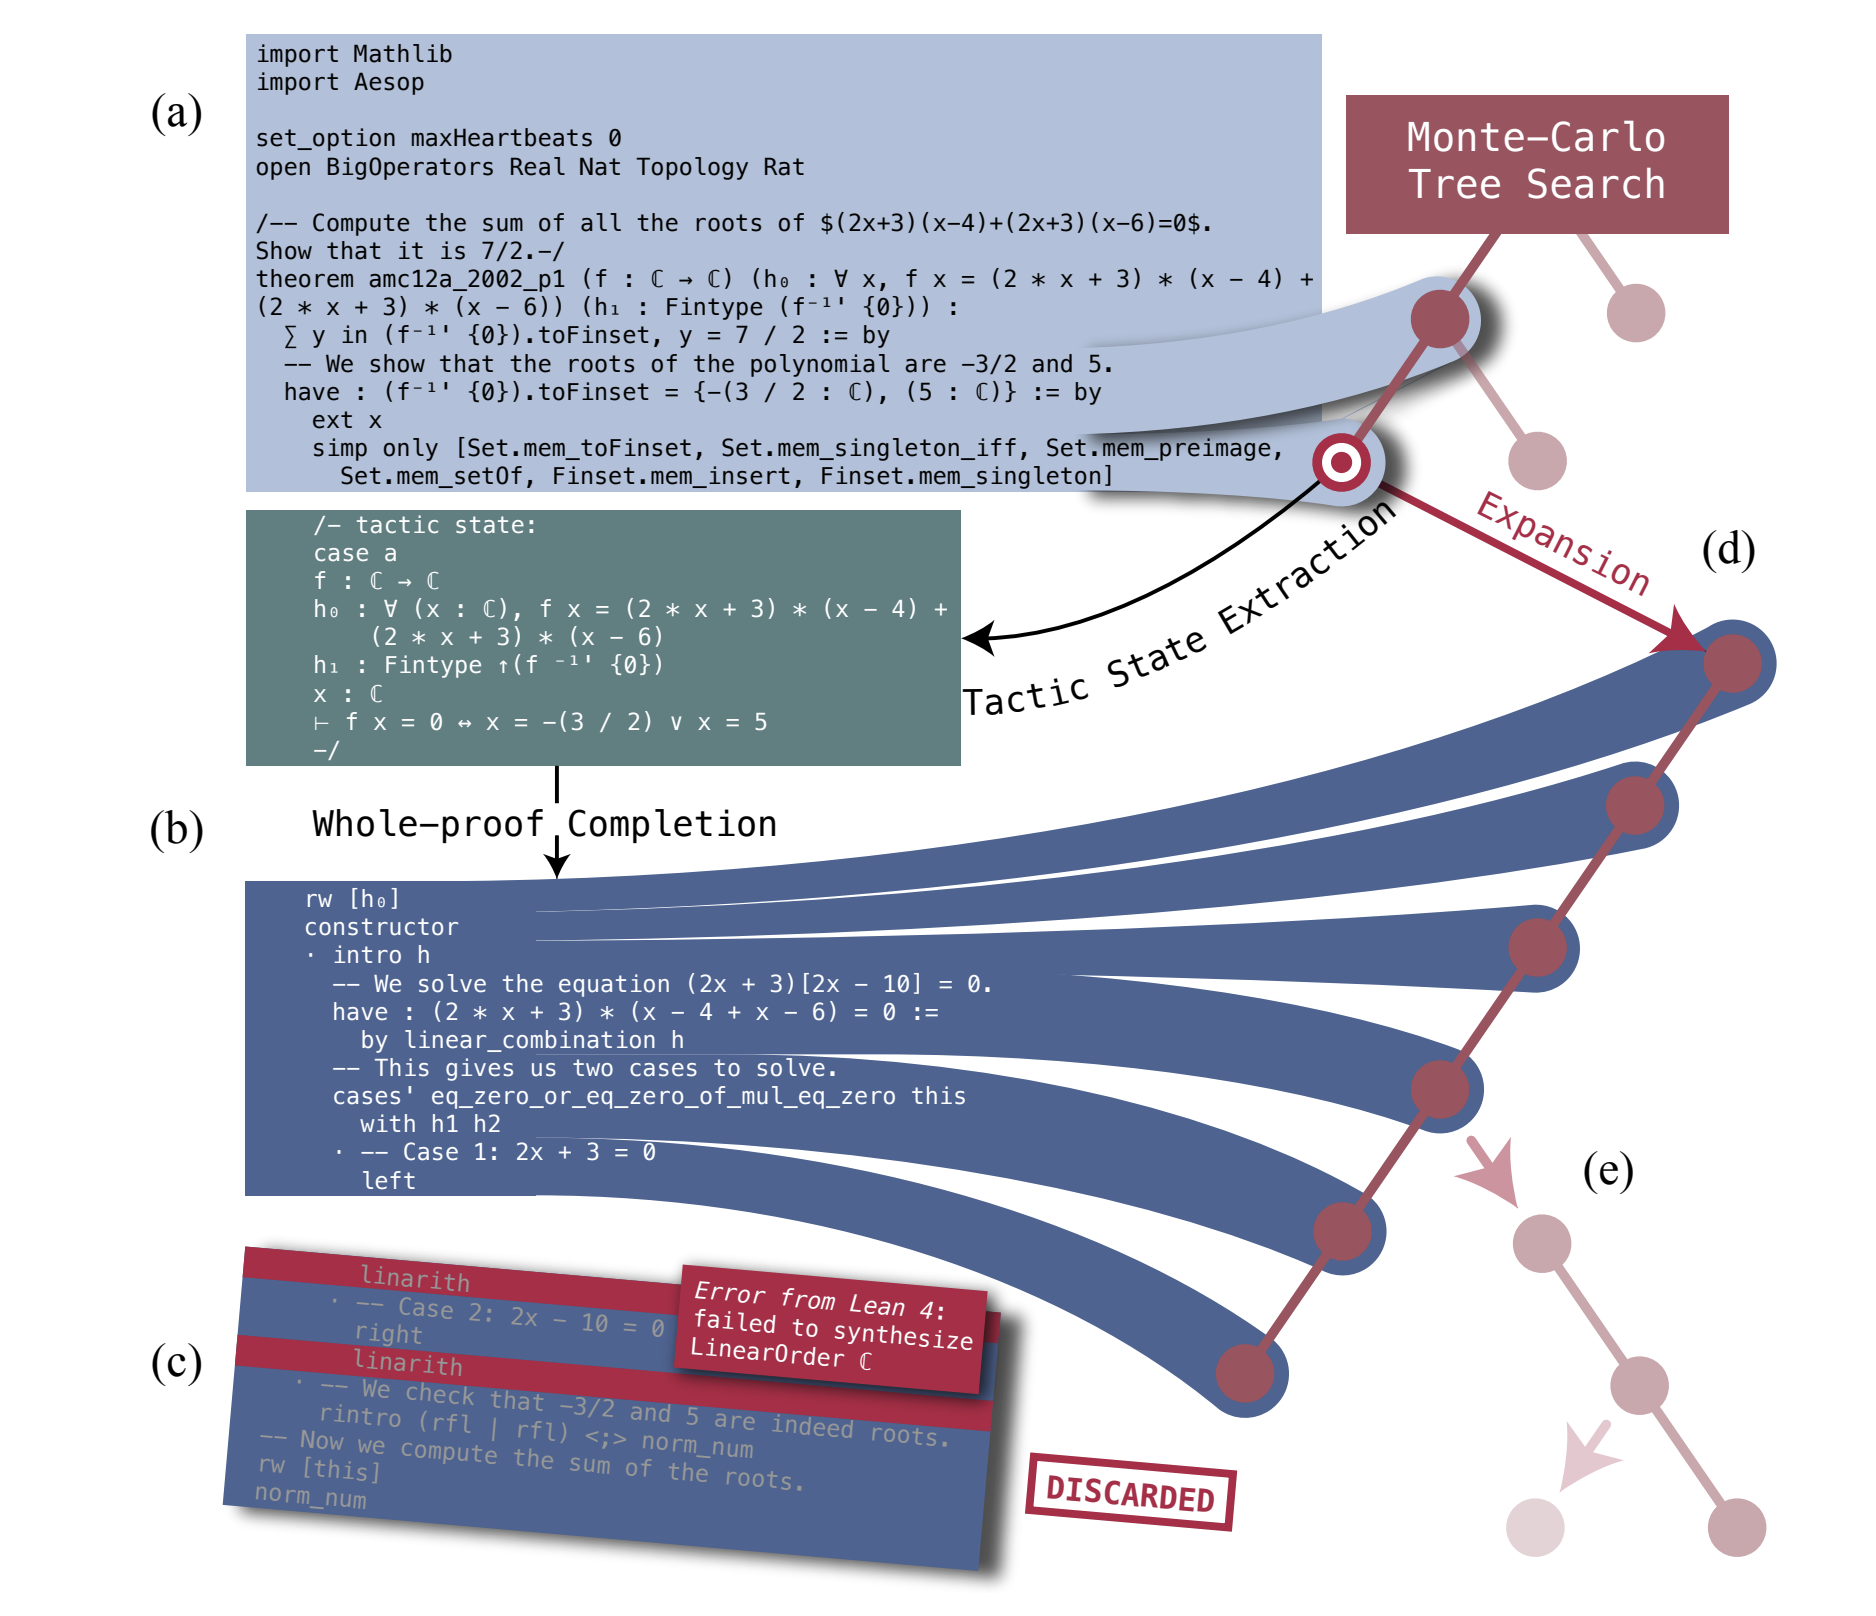 (a)
import Mathlib
import Aesop
set_option maxHeartbeats 0
open BigOperators Real Nat Topology Rat
/−− Compute the sum of all the roots of $(2x+3)(x−4)+(2x+3)(x−6)=0$.
Show that it is 7/2.−/
theorem amc12a_2002_p1 (f : ℂ → ℂ) (h₀ : ∀ x, f x = (2 * x + 3) * (x − 4) +
(2 * x + 3) * (x − 6)) (h₁ : Fintype (f⁻¹' {0})) :
∑ y in (f⁻¹' {0}).toFinset, y = 7 / 2 := by
−− We show that the roots of the polynomial are −3/2 and 5.
have : (f⁻¹' {0}).toFinset = {−(3 / 2 : ℂ), (5 : ℂ)} := by
ext x
simp only [Set.mem_toFinset, Set.mem_singleton_iff, Set.mem_preimage,
Set.mem_setOf, Finset.mem_insert, Finset.mem_singleton]
Monte−Carlo
Tree Search
/− tactic state:
case a
f : ℂ → ℂ
h₀ : ∀ (x : ℂ), f x = (2 * x + 3) * (x − 4) +
(2 * x + 3) * (x − 6)
h₁ : Fintype ↑(f ⁻¹' {0})
x : ℂ
⊢ f x = 0 ↔ x = −(3 / 2) ∨ x = 5
−/
Tactic State Extraction
Expansion
(d)
(b)
Whole−proof Completion
rw [h₀]
constructor
· intro h
−− We solve the equation (2x + 3)[2x − 10] = 0.
have : (2 * x + 3) * (x − 4 + x − 6) = 0 :=
by linear_combination h
−− This gives us two cases to solve.
cases' eq_zero_or_eq_zero_of_mul_eq_zero this
with h1 h2
· −− Case 1: 2x + 3 = 0
left
(e)
(c)
linarith
· −− Case 2: 2x − 10 = 0
right
linarith
· −− We check that −3/2 and 5 are indeed roots.
rintro (rfl | rfl) <;> norm_num
−− Now we compute the sum of the roots.
rw [this]
norm_num
Error from Lean 4:
failed to synthesize
LinearOrder ℂ
DISCARDED